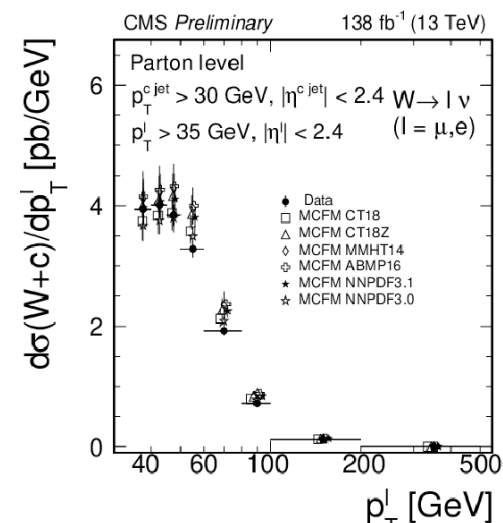 CMS Preliminary 138 fb⁻¹ (13 TeV)
dσ(W+c)/dp_T^l [pb/GeV]
6
4
2
0
Parton level
p_T^{c jet} > 30 GeV, |η^{c jet}| < 2.4
p_T^l > 35 GeV, |η^l| < 2.4
W → l ν
(l = μ,e)
Data
MCFM CT18
MCFM CT18Z
MCFM MMHT14
MCFM ABMP16
MCFM NNPDF3.1
MCFM NNPDF3.0
40 60 100 200 500
p_T^l [GeV]